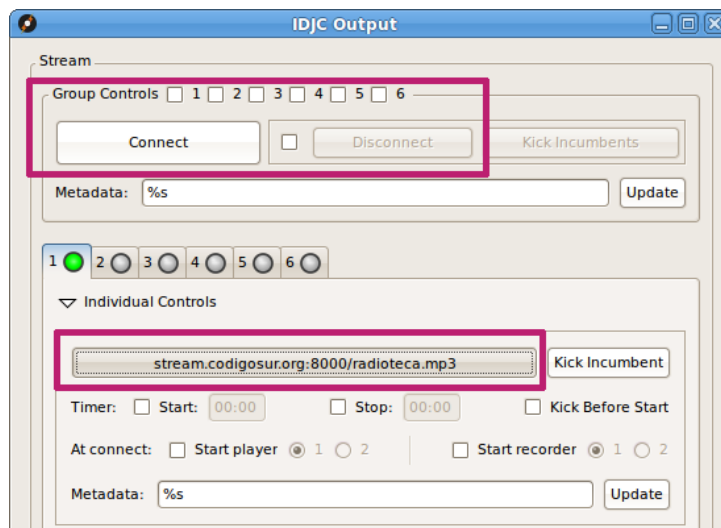 IDJC Output
Stream
Group Controls 1 2 3 4 5 6
Connect Disconnect Kick Incumbents
Metadata: %s Update
1 2 3 4 5 6
Individual Controls
stream.codigosur.org:8000/radioteca.mp3 Kick Incumbent
Timer: Start: 00:00 Stop: 00:00 Kick Before Start
At connect: Start player 1 2 Start recorder 1 2
Metadata: %s Update